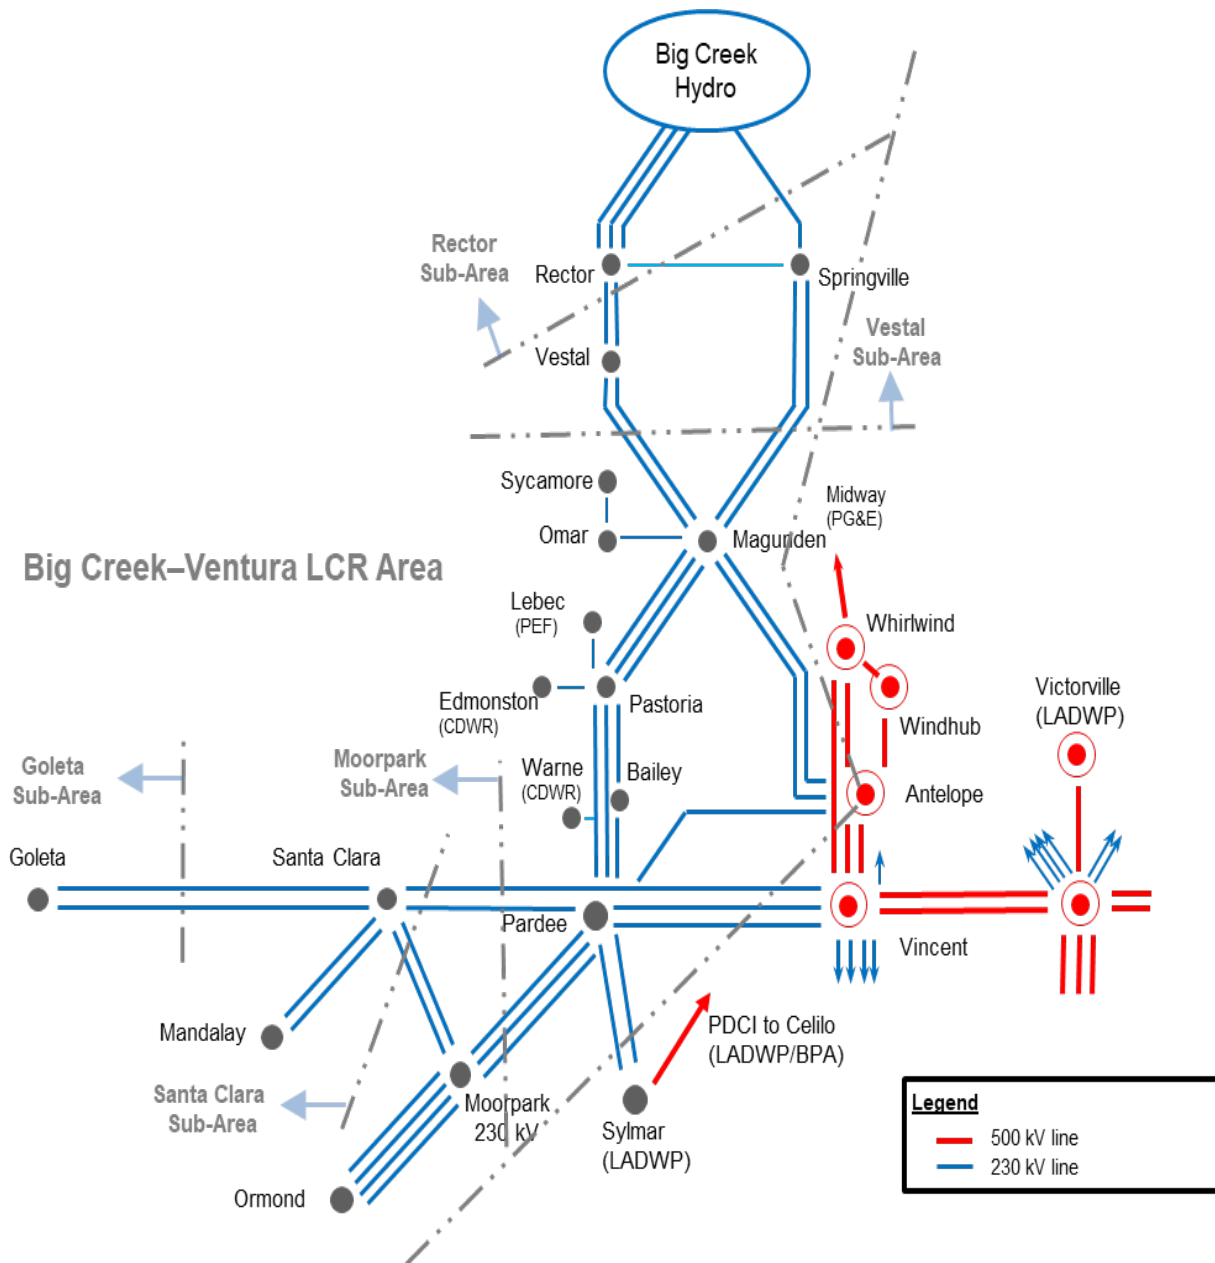 Big Creek
Hydro
Rector
Sub-Area
Rector
Springville
Vestal
Sub-Area
Vestal
Sycamore
Midway
(PG&E)
Omar
Magunden
Big Creek–Ventura LCR Area
Lebec
(PEF)
Whirlwind
Edmonston
(CDWR)
Pastoria
Victorville
(LADWP)
Windhub
Goleta
Sub-Area
Moorpark
Sub-Area
Warne
(CDWR)
Bailey
Antelope
Goleta
Santa Clara
Pardee
Vincent
Mandalay
PDCI to Celilo
(LADWP/BPA)
Santa Clara
Sub-Area
Moorpark
230 kV
Sylmar
(LADWP)
Ormond
Legend
500 kV line
230 kV line